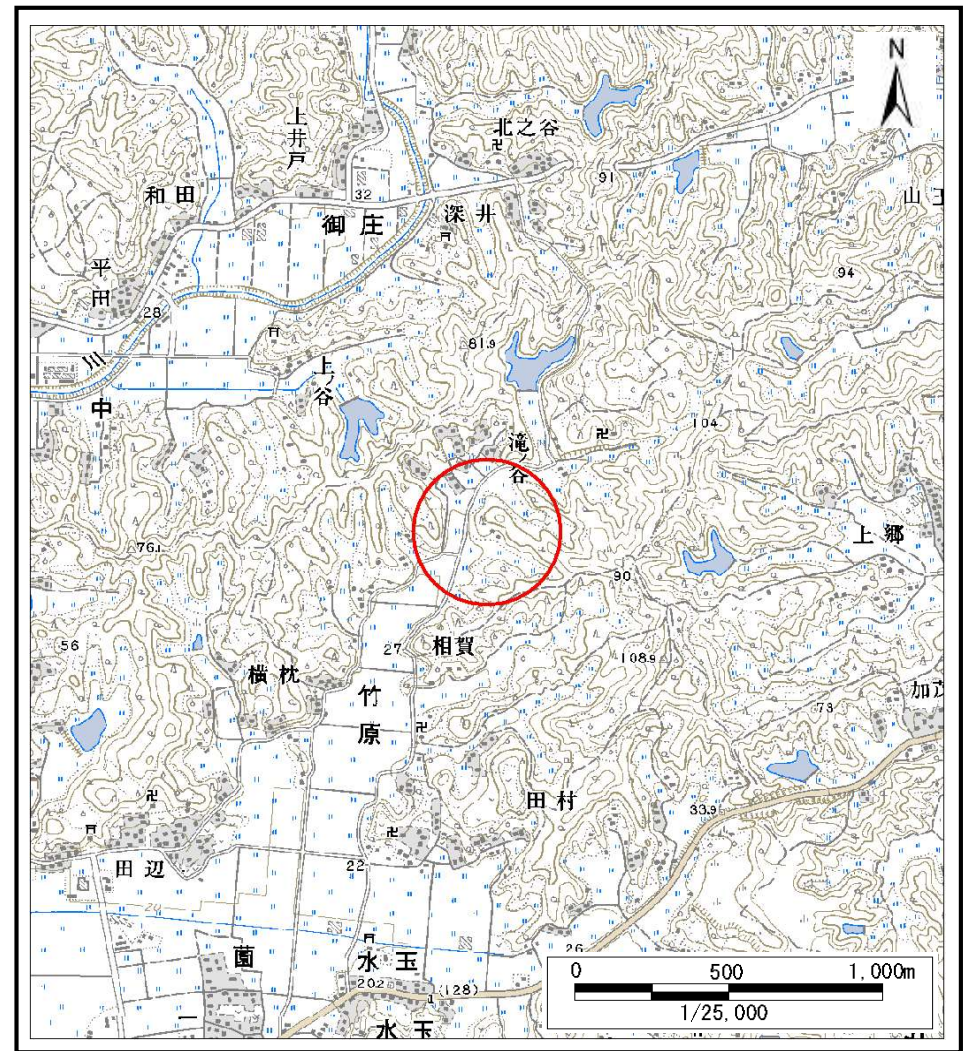 N
上井戸
北之谷
91
和田
32
御庄
深井
山王
平田
94
28
81.9
川
上ノ谷
中
滝ノ谷
104
上郷
76.1
90
56
27
相賀
108.9
横枕
加茂
竹原
73
田村
33.9
田辺
22
20
26
薗
水玉
202
(128)
一
水玉
0 500 1,000m
1/25,000